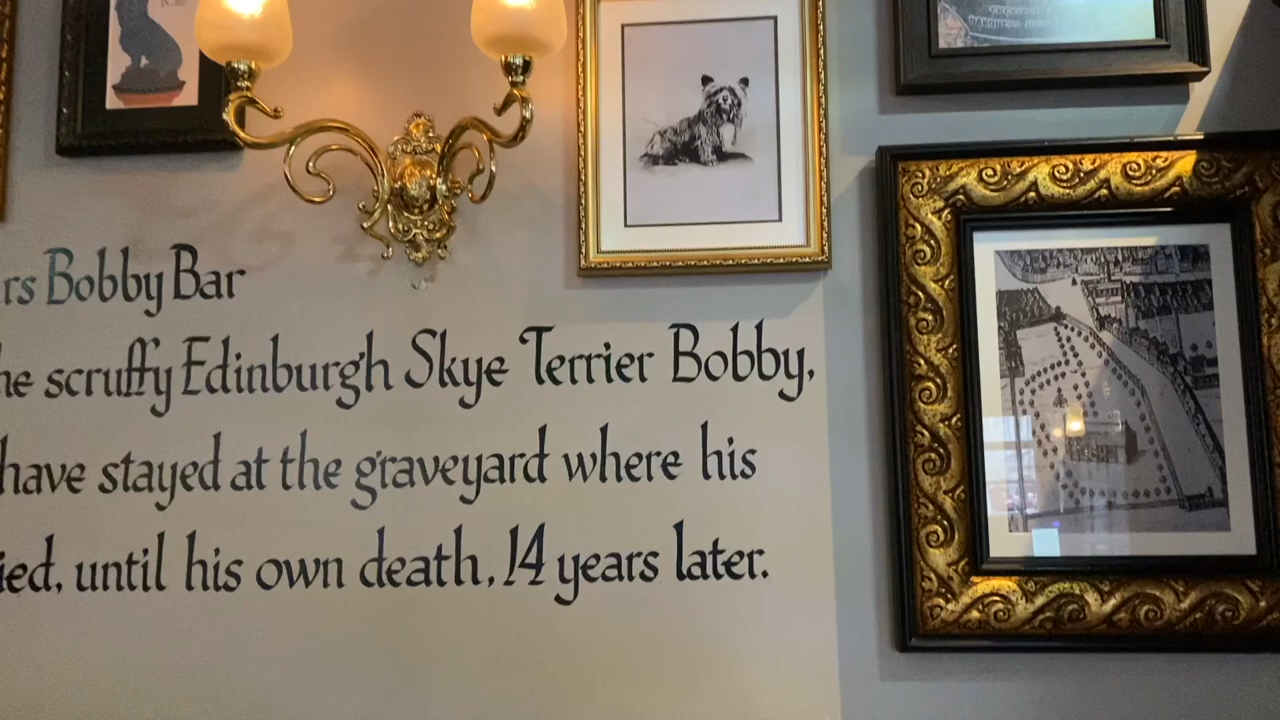 rs Bobby Bar
he scruffy Edinburgh Skye Terrier Bobby,
have stayed at the graveyard where his
ied, until his own death, 14 years later.